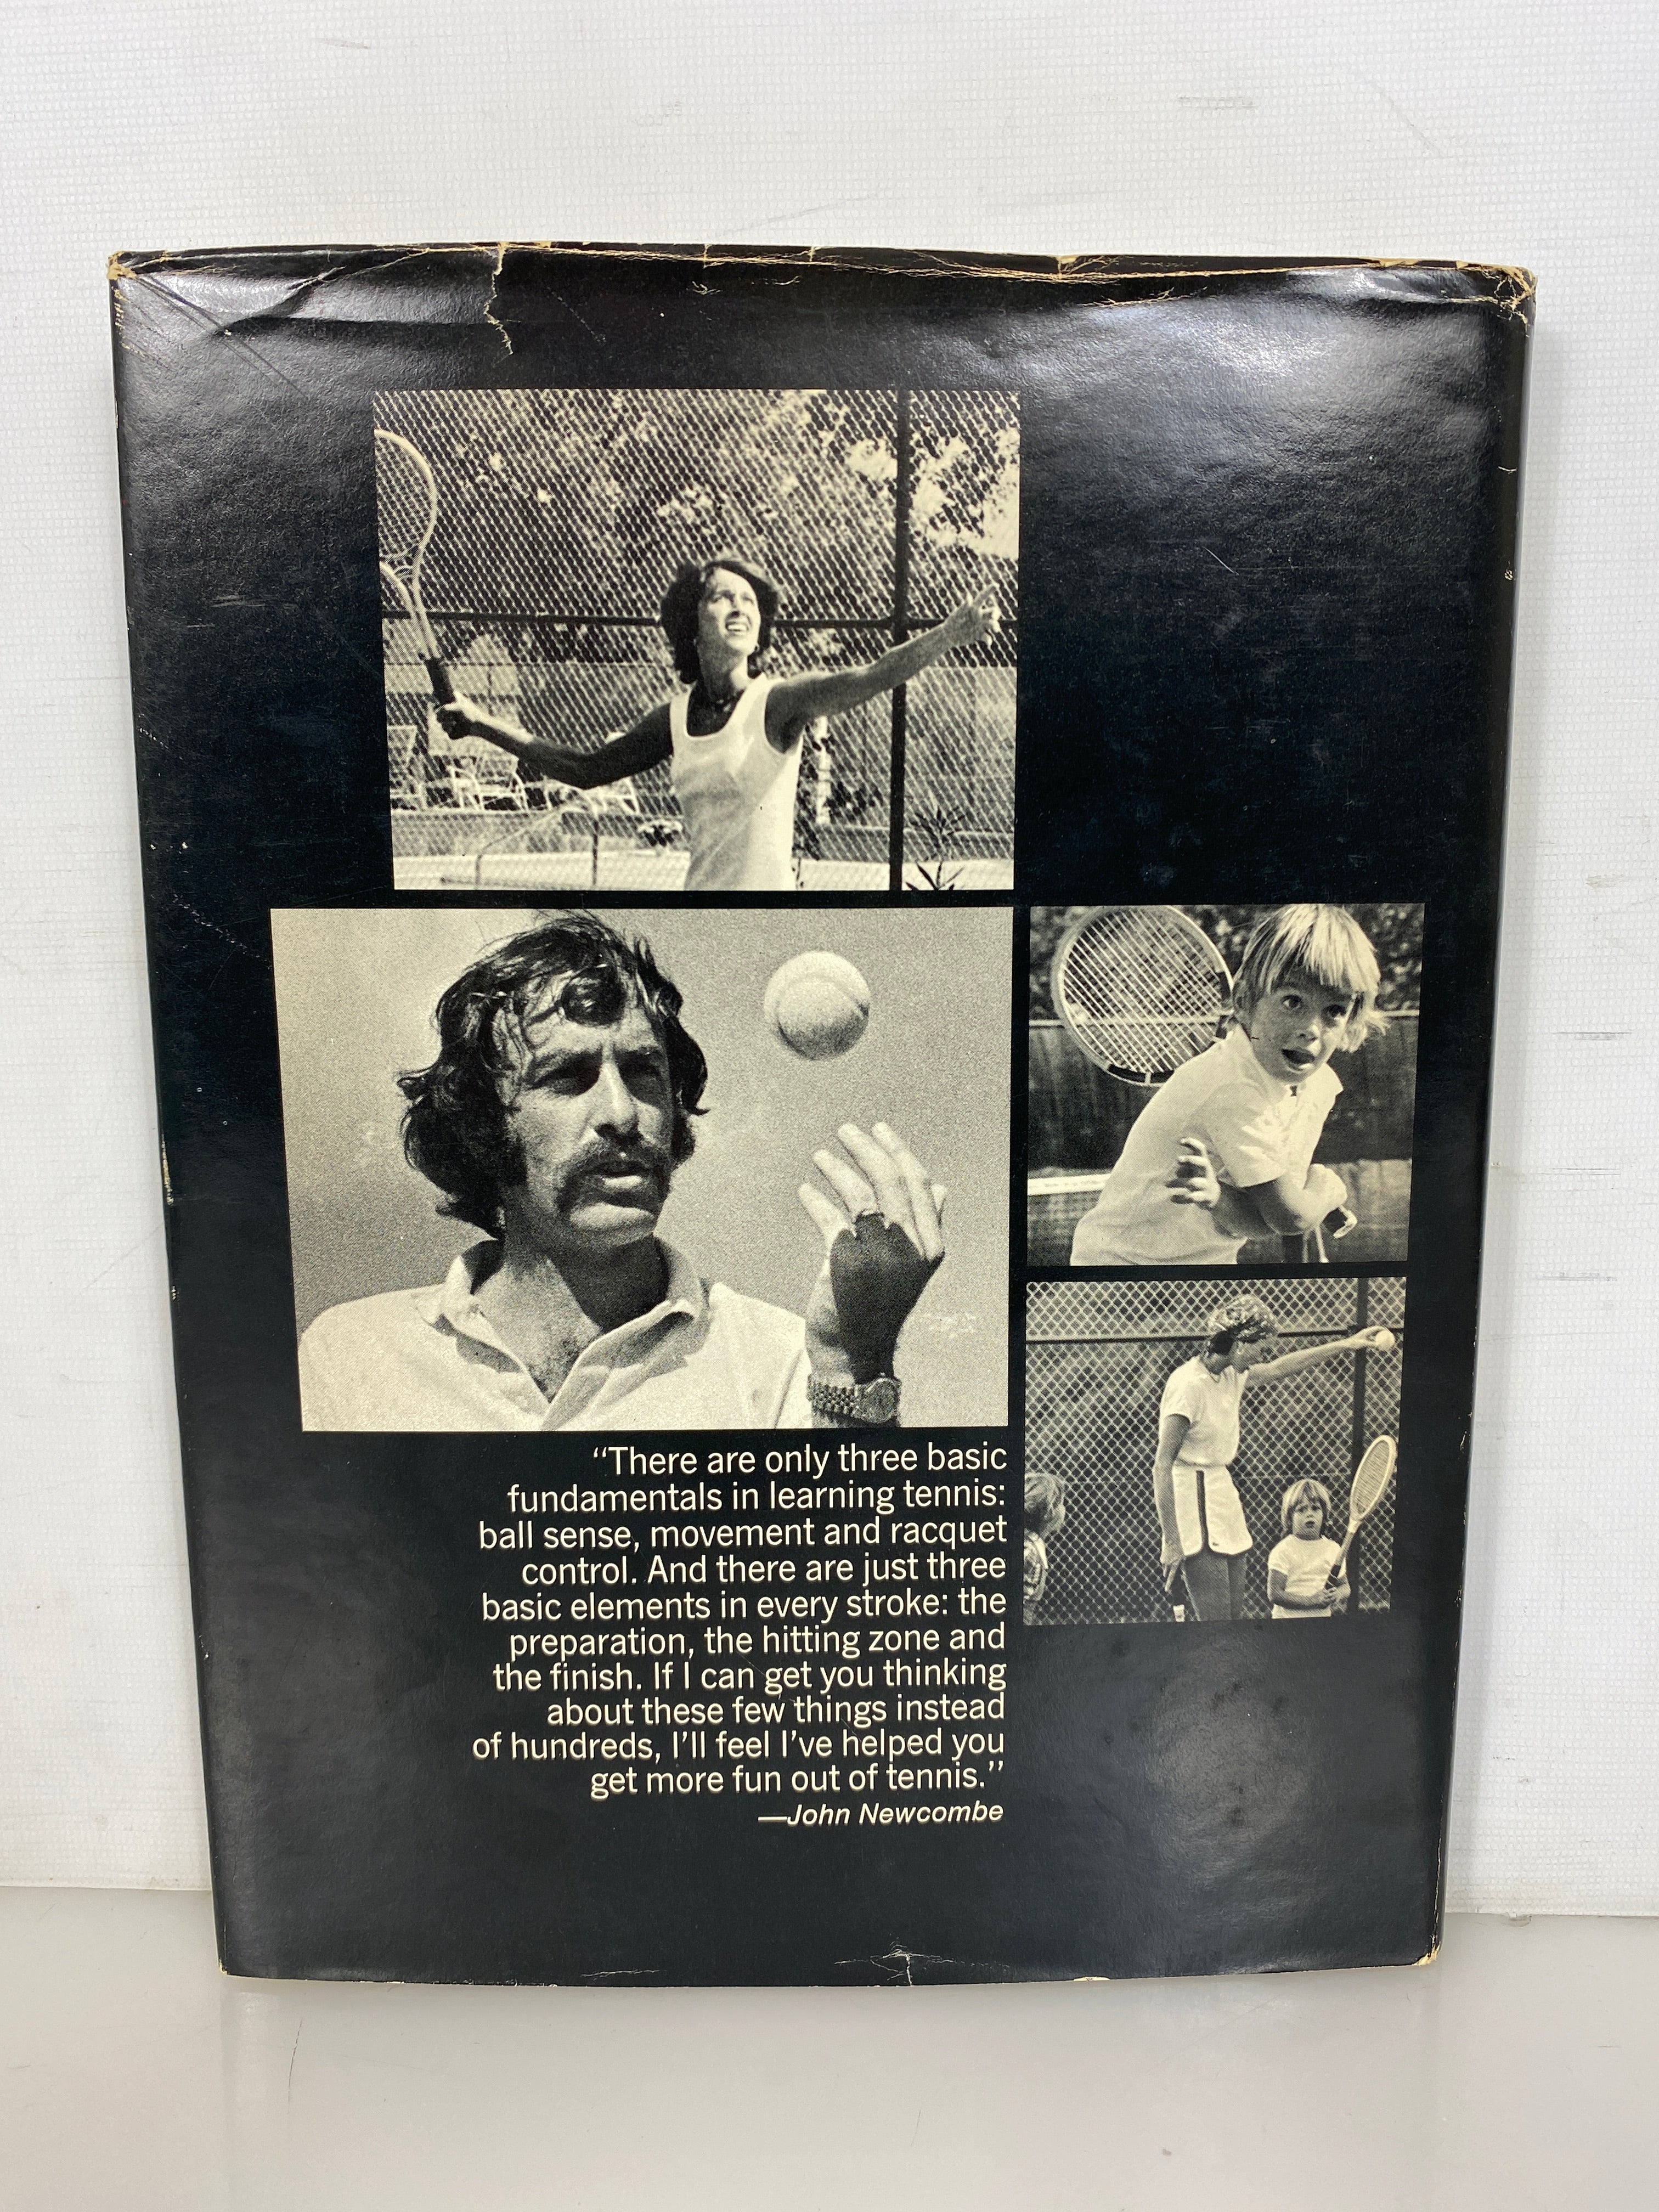 “There are only three basic
fundamentals in learning tennis:
ball sense, movement and racquet
control. And there are just three
basic elements in every stroke: the
preparation, the hitting zone and
the finish. If I can get you thinking
about these few things instead
of hundreds, I’ll feel I’ve helped you
get more fun out of tennis.”
—John Newcombe